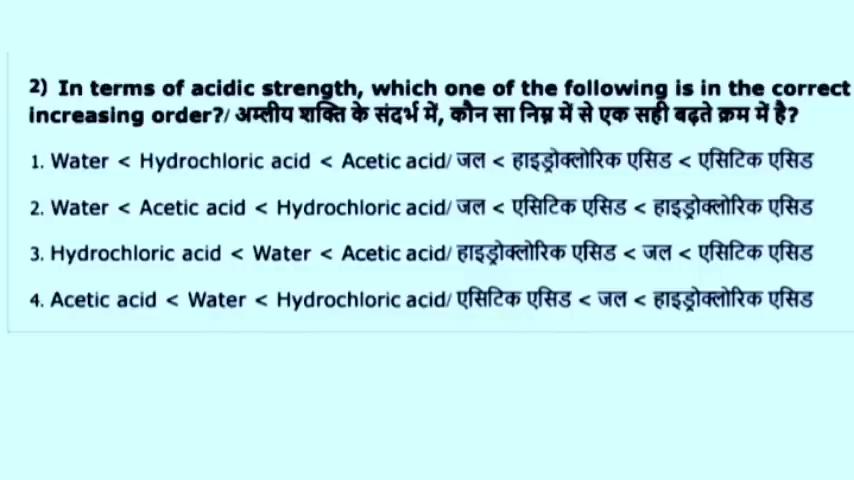 2) In terms of acidic strength, which one of the following is in the correct
increasing order?/ अम्लीय शक्ति के संदर्भ में, कौन सा निम्न में से एक सही बढ़ते क्रम में है?
1. Water < Hydrochloric acid < Acetic acid/ जल < हाइड्रोक्लोरिक एसिड < एसिटिक एसिड
2. Water < Acetic acid < Hydrochloric acid/ जल < एसिटिक एसिड < हाइड्रोक्लोरिक एसिड
3. Hydrochloric acid < Water < Acetic acid/ हाइड्रोक्लोरिक एसिड < जल < एसिटिक एसिड
4. Acetic acid < Water < Hydrochloric acid/ एसिटिक एसिड < जल < हाइड्रोक्लोरिक एसिड